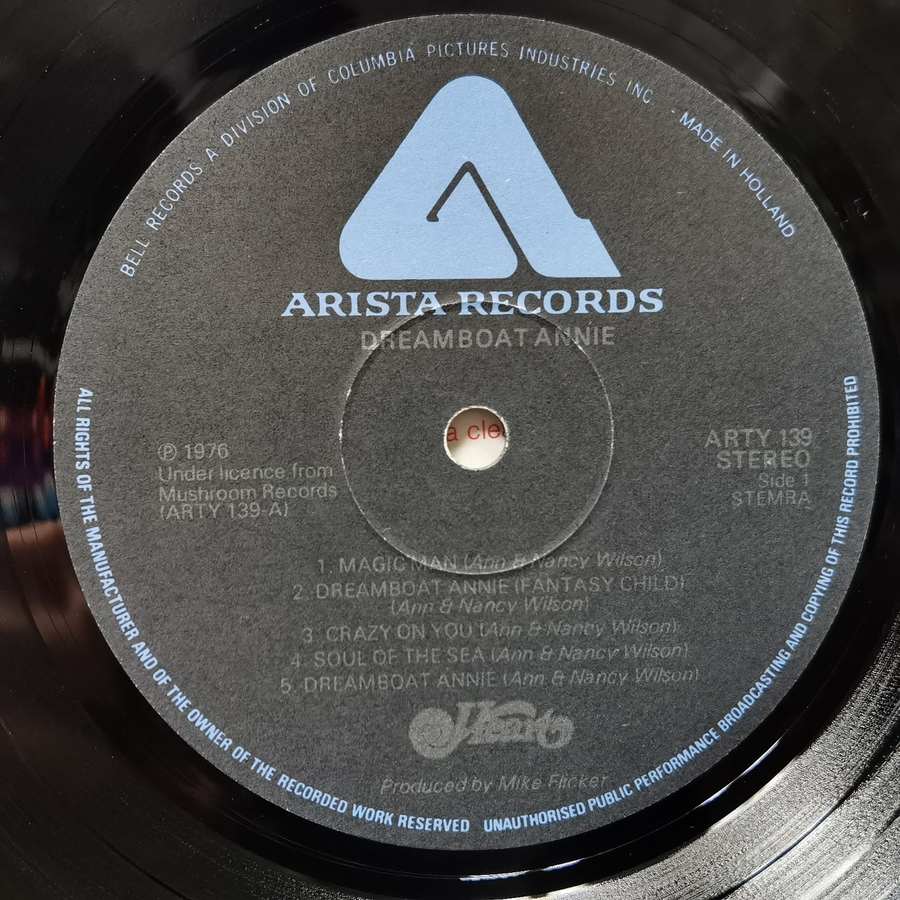 BELL RECORDS A DIVISION OF COLUMBIA PICTURES INDUSTRIES INC - MADE IN HOLLAND
ARISTA RECORDS
DREAMBOAT ANNIE
a cle
℗ 1976
Under licence from
Mushroom Records
(ARTY 139-A)
ARTY 139
STEREO
Side 1
STEMRA
1. MAGIC MAN (Ann & Nancy Wilson)
2. DREAMBOAT ANNIE (FANTASY CHILD)
(Ann & Nancy Wilson)
3. CRAZY ON YOU (Ann & Nancy Wilson)
4. SOUL OF THE SEA (Ann & Nancy Wilson)
5. DREAMBOAT ANNIE (Ann & Nancy Wilson)
Heart
Produced by Mike Flicker
ALL RIGHTS OF THE MANUFACTURER AND OF THE OWNER OF THE RECORDED WORK RESERVED UNAUTHORISED PUBLIC PERFORMANCE BROADCASTING AND COPYING OF THIS RECORD PROHIBITED